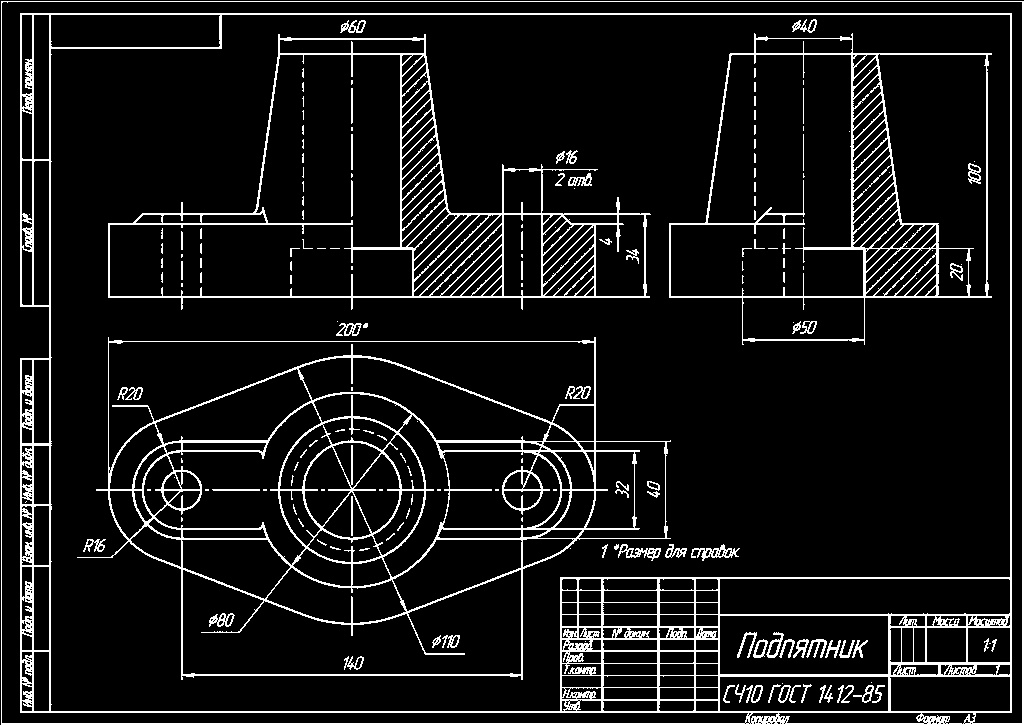 Перв. примен.
Справ. №
Подп. и дата
Инв. № дубл.
Взам. инв. №
Подп. и дата
Инв. № подл.
⌀60
⌀40
⌀16
2 отв.
4
34
100
20
⌀50
200*
R20
R20
32
40
R16
⌀80
⌀110
140
1 *Размер для справок.
Изм. Лист № докум. Подп. Дата
Разраб.
Пров.
Т.контр.
Н.контр.
Утв.
Подпятник
СЧ10 ГОСТ 1412-85
Лит. Масса Масштаб
1:1
Лист Листов 1
Копировал Формат А3